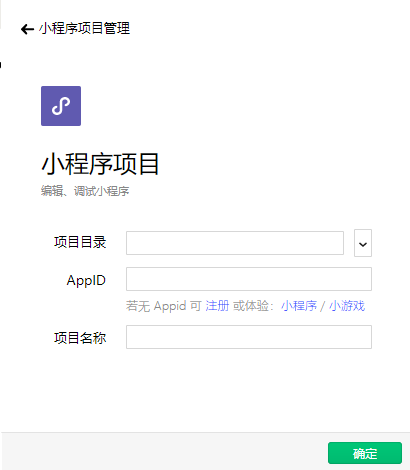 小程序项目管理
小程序项目
编辑、调试小程序
项目目录
AppID
若无 Appid 可 注册 或体验：小程序 / 小游戏
项目名称
确定